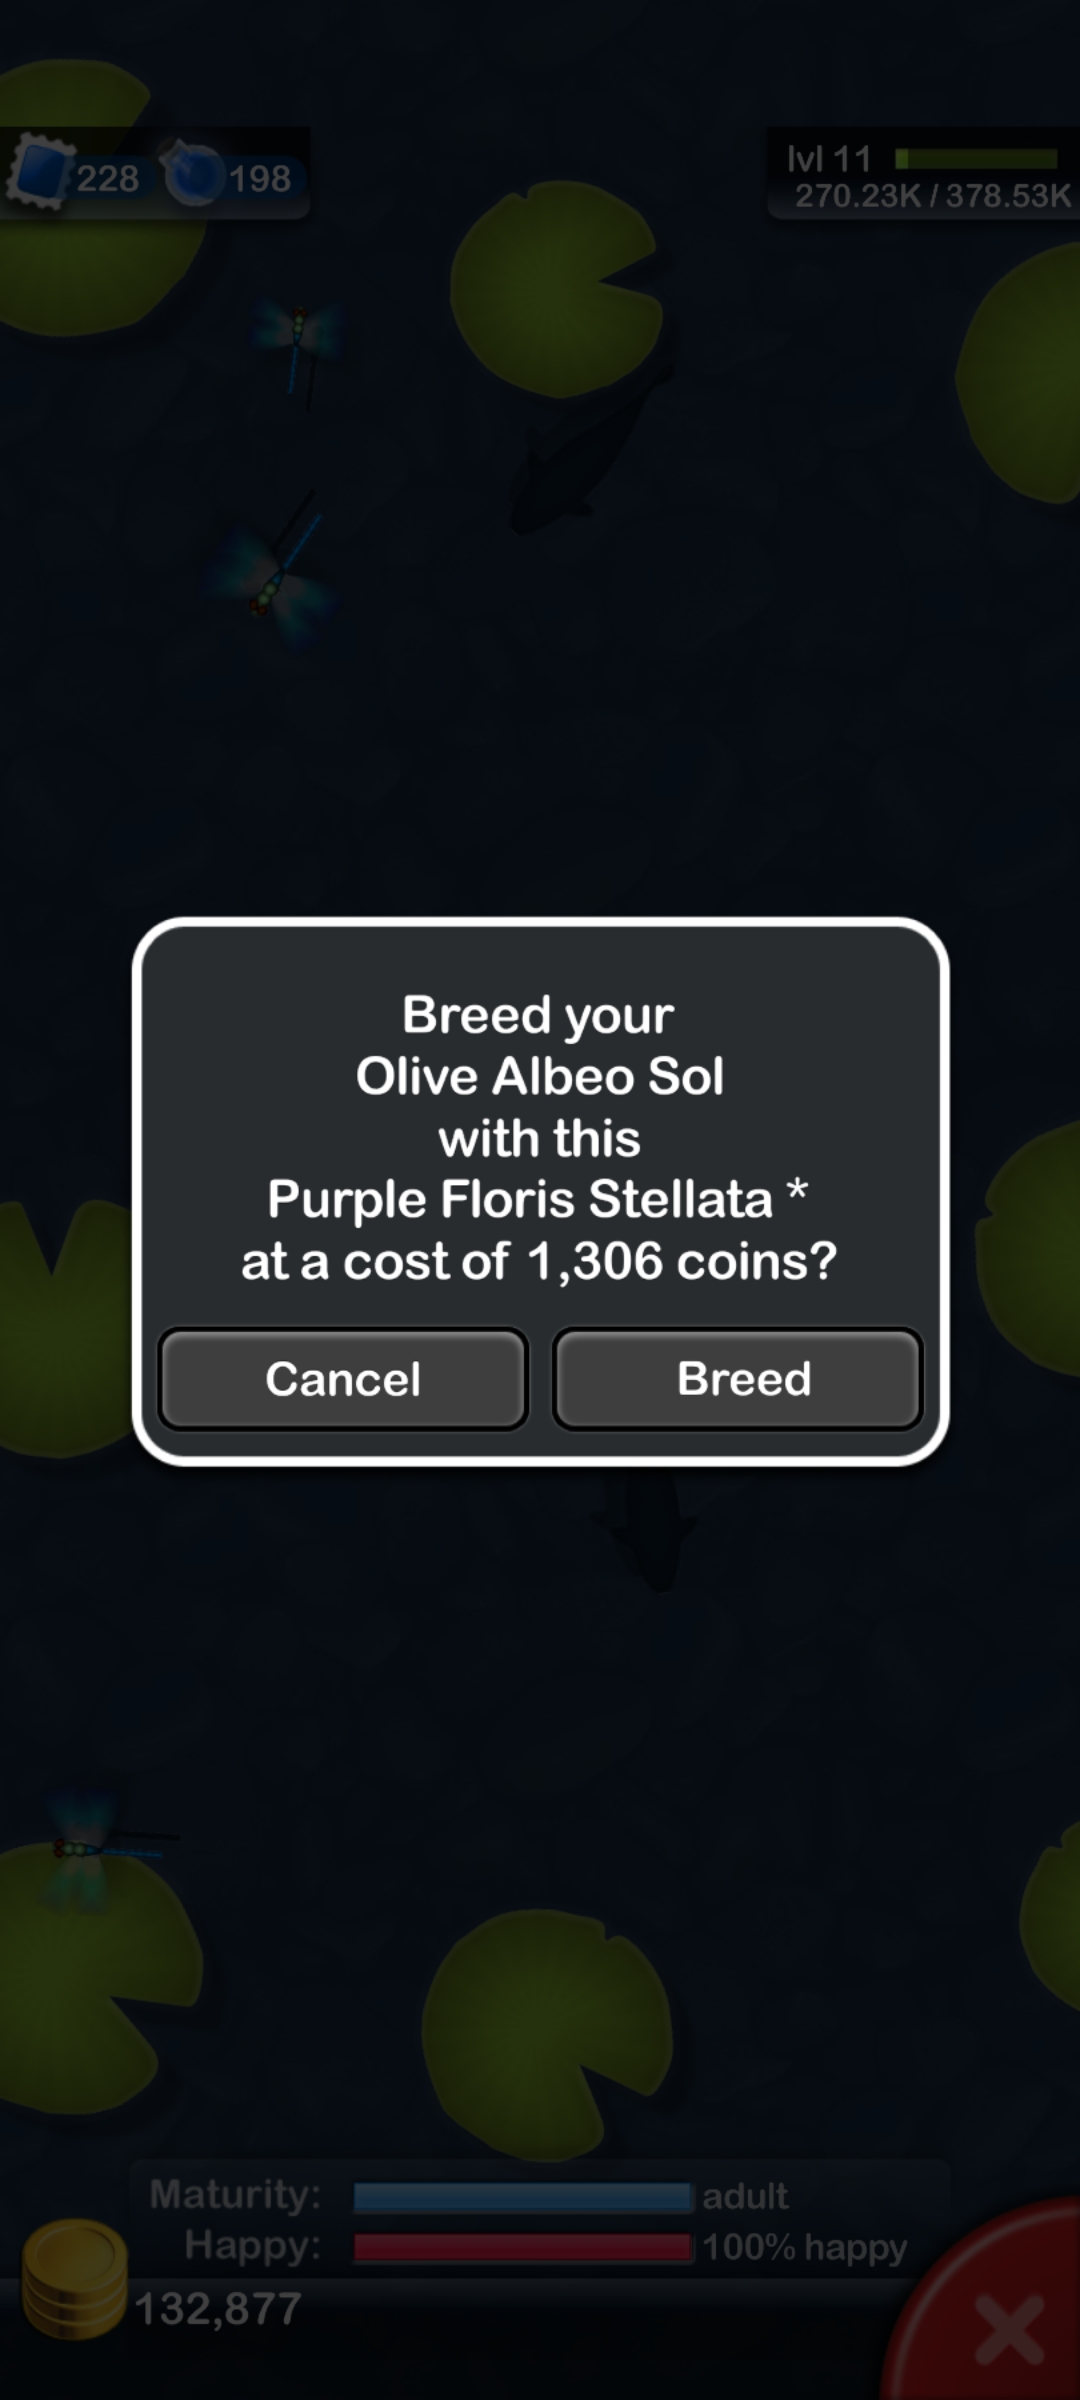 228
198
lvl 11
270.23K / 378.53K
Breed your
Olive Albeo Sol
with this
Purple Floris Stellata *
at a cost of 1,306 coins?
Cancel
Breed
Maturity: adult
Happy: 100% happy
132,877